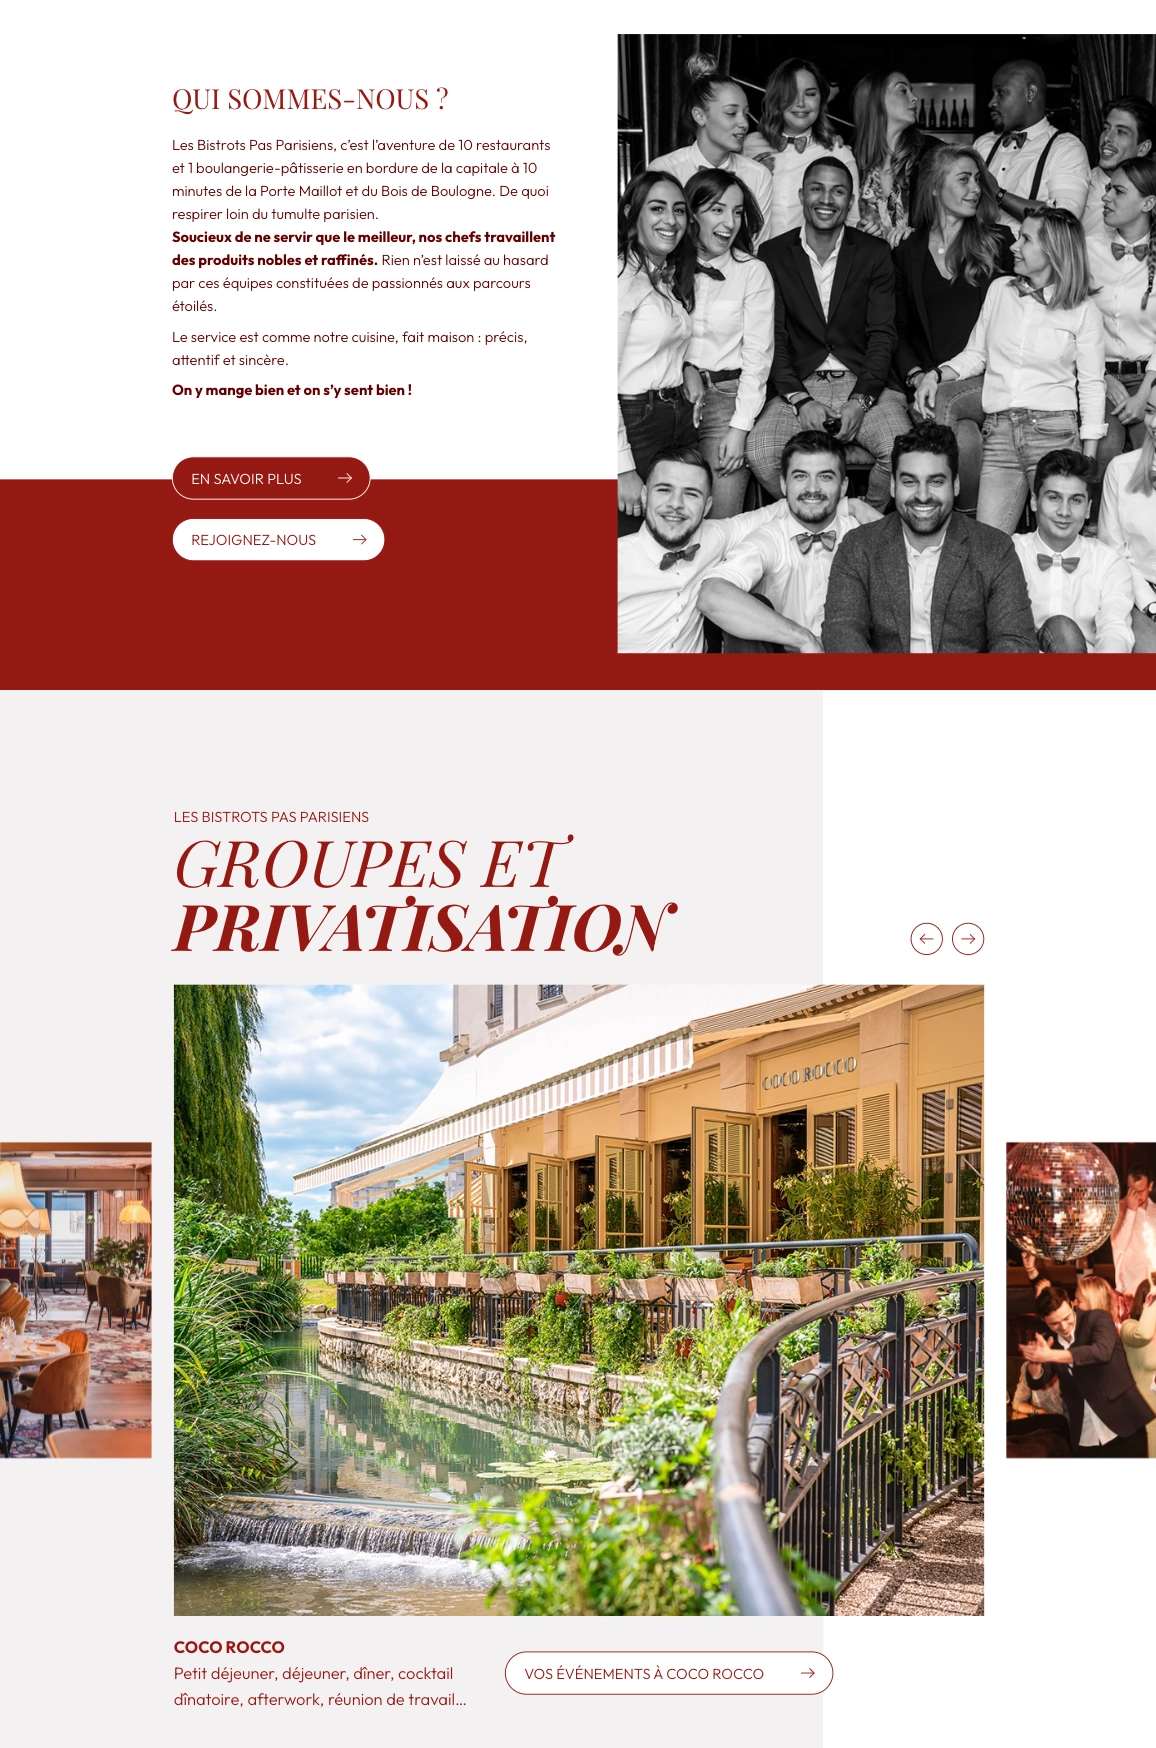 QUI SOMMES-NOUS ?
Les Bistrots Pas Parisiens, c’est l’aventure de 10 restaurants
et 1 boulangerie-pâtisserie en bordure de la capitale à 10
minutes de la Porte Maillot et du Bois de Boulogne. De quoi
respirer loin du tumulte parisien.
Soucieux de ne servir que le meilleur, nos chefs travaillent
des produits nobles et raffinés. Rien n’est laissé au hasard
par ces équipes constituées de passionnés aux parcours
étoilés.
Le service est comme notre cuisine, fait maison : précis,
attentif et sincère.
On y mange bien et on s’y sent bien !
EN SAVOIR PLUS
REJOIGNEZ-NOUS
LES BISTROTS PAS PARISIENS
GROUPES ET
PRIVATISATION
COCO ROCCO
COCO ROCCO
Petit déjeuner, déjeuner, dîner, cocktail
dînatoire, afterwork, réunion de travail…
VOS ÉVÉNEMENTS À COCO ROCCO